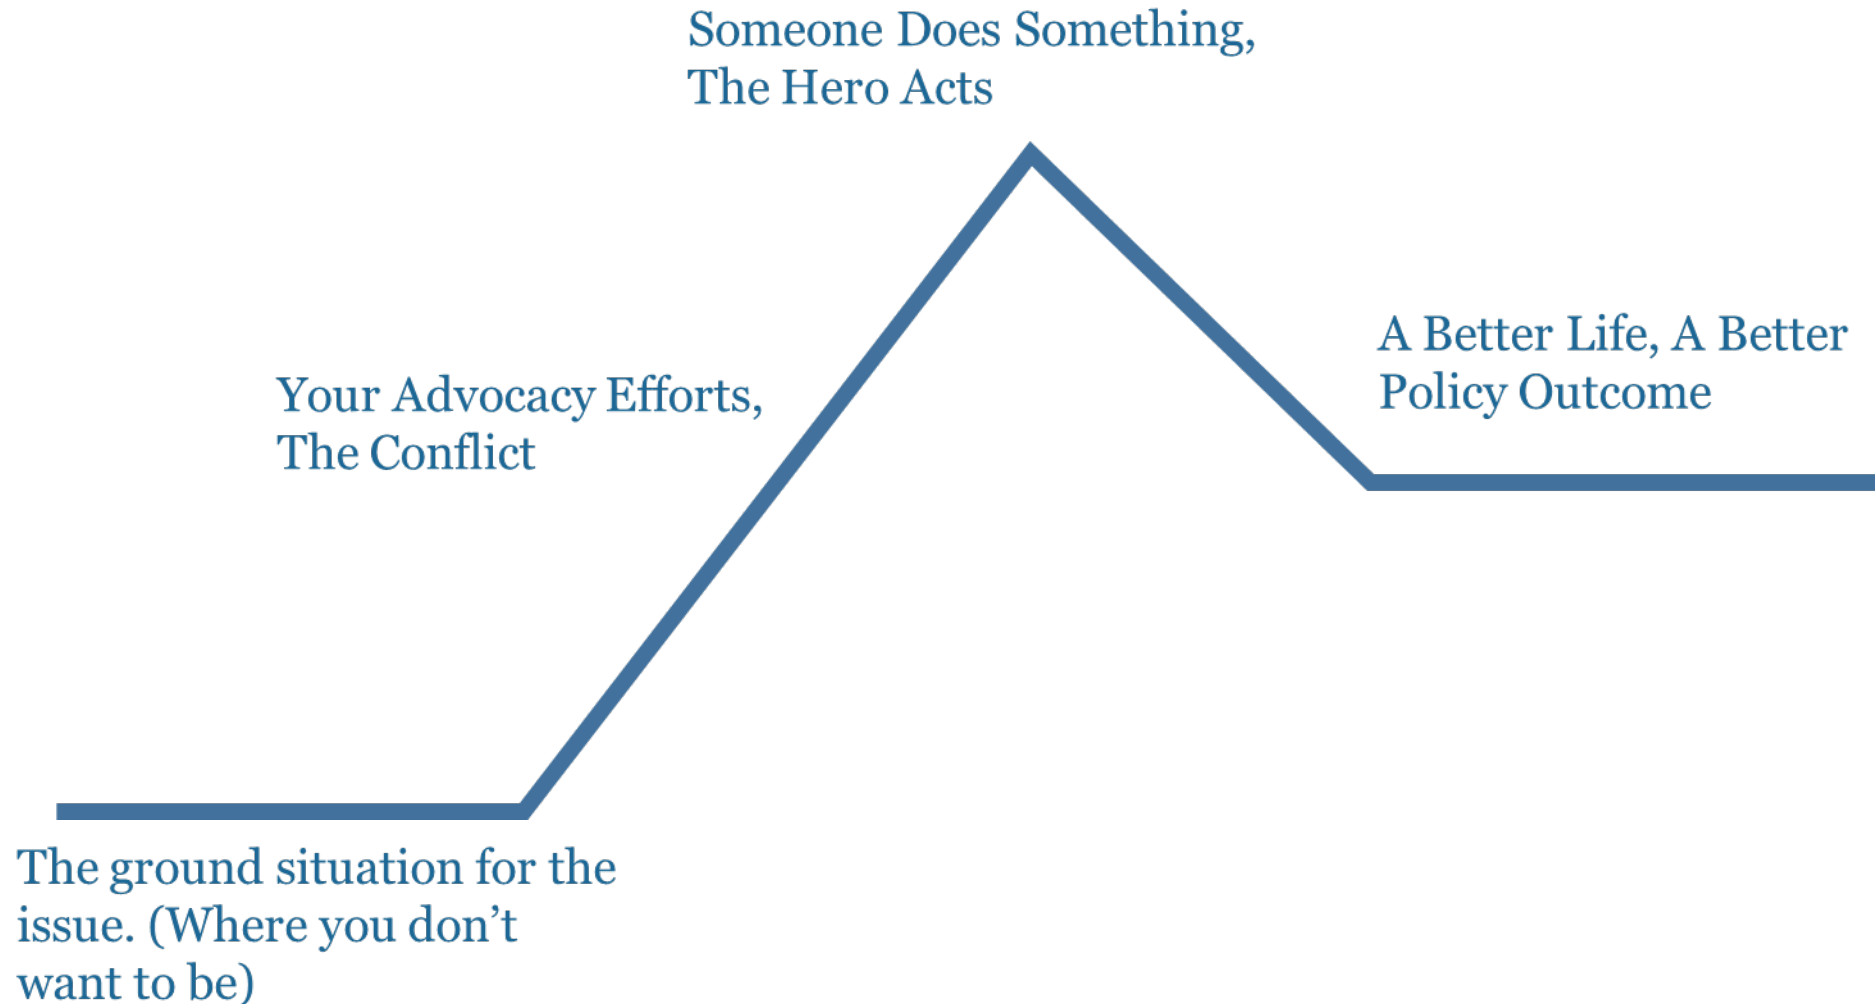 Someone Does Something,
The Hero Acts
Your Advocacy Efforts,
The Conflict
A Better Life, A Better
Policy Outcome
The ground situation for the
issue. (Where you don’t
want to be)